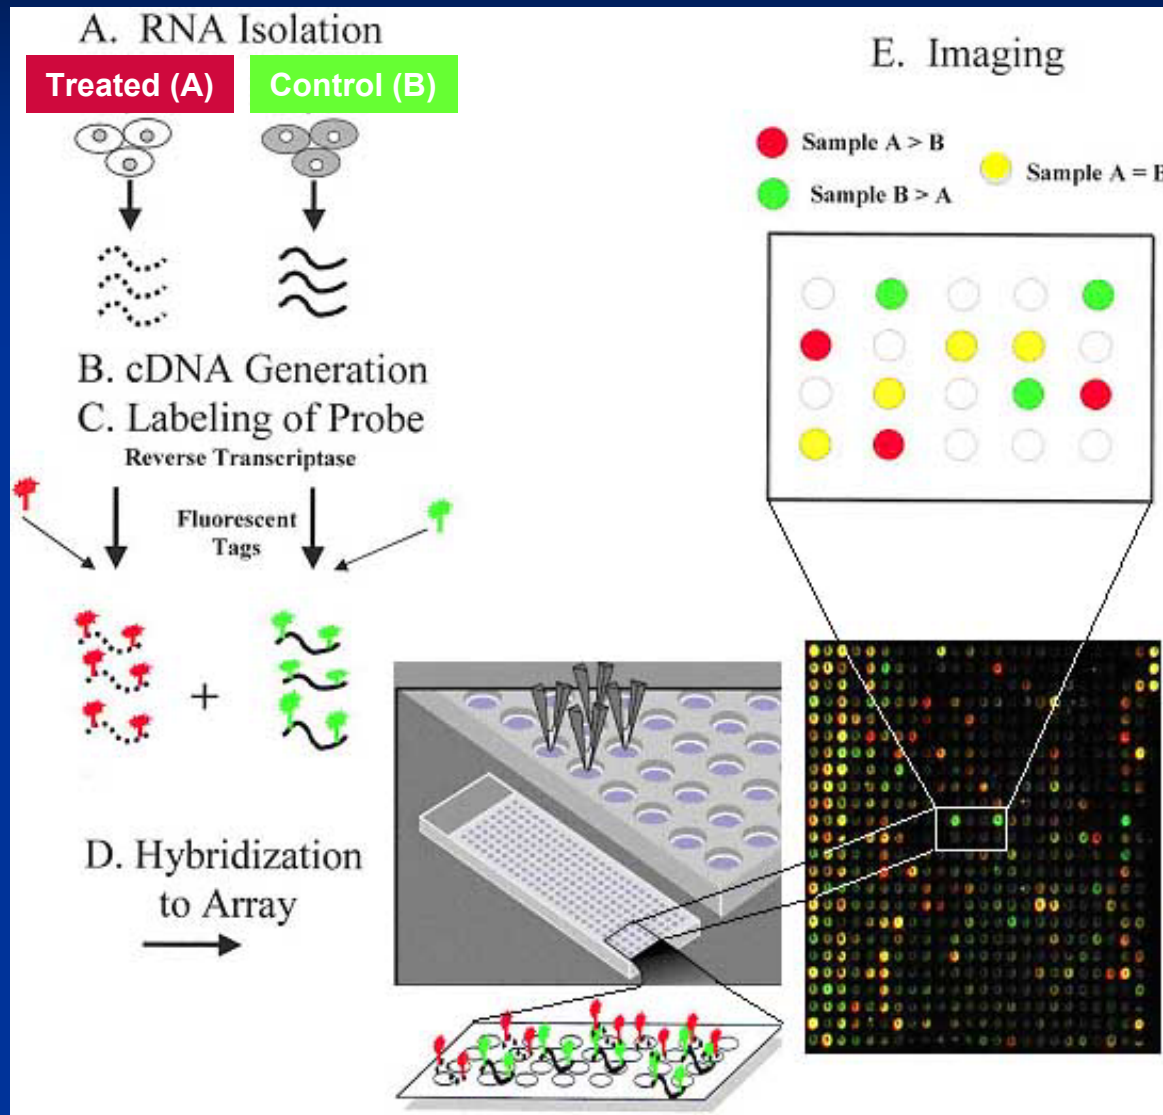 A. RNA Isolation
Treated (A)
Control (B)
B. cDNA Generation
C. Labeling of Probe
Reverse Transcriptase
Fluorescent
Tags
+
D. Hybridization
to Array
E. Imaging
Sample A > B
Sample B > A
Sample A = B